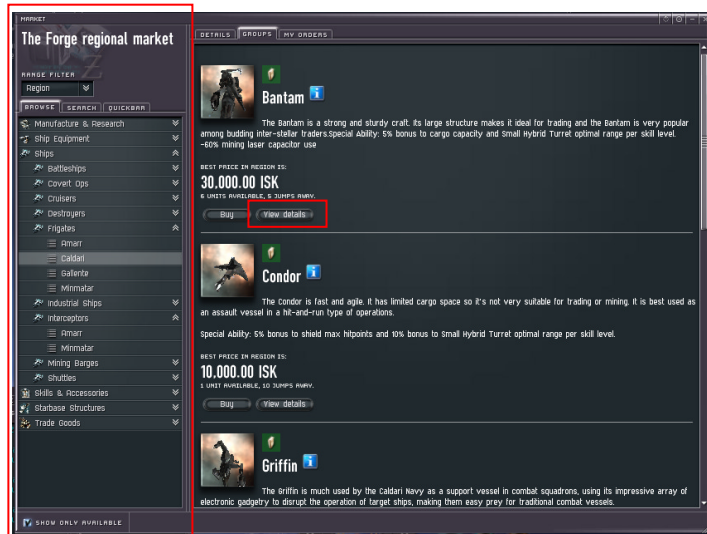 MARKET
The Forge regional market
RANGE FILTER
Region
BROWSE SEARCH QUICKBAR
Manufacture & Research
Ship Equipment
Ships
Battleships
Covert Ops
Cruisers
Destroyers
Frigates
Amarr
Caldari
Gallente
Minmatar
Industrial Ships
Interceptors
Amarr
Minmatar
Mining Barges
Shuttles
Skills & Accessories
Starbase Structures
Trade Goods
SHOW ONLY AVAILABLE
DETAILS GROUPS MY ORDERS
Bantam
The Bantam is a strong and sturdy craft. Its large structure makes it ideal for trading and the Bantam is very popular
among budding inter-stellar traders.Special Ability: 5% bonus to cargo capacity and Small Hybrid Turret optimal range per skill level.
-60% mining laser capacitor use
BEST PRICE IN REGION IS:
30,000.00 ISK
6 UNITS AVAILABLE, 5 JUMPS AWAY.
Buy View details
Condor
The Condor is fast and agile. It has limited cargo space so it's not very suitable for trading or mining. It is best used as
an assault vessel in a hit-and-run type of operations.
Special Ability: 5% bonus to shield max hitpoints and 10% bonus to Small Hybrid Turret optimal range per skill level.
BEST PRICE IN REGION IS:
10,000.00 ISK
1 UNIT AVAILABLE, 10 JUMPS AWAY.
Buy View details
Griffin
The Griffin is much used by the Caldari Navy as a support vessel in combat squadrons, using its impressive array of
electronic gadgetry to disrupt the operation of target ships, making them easy prey for traditional combat vessels.